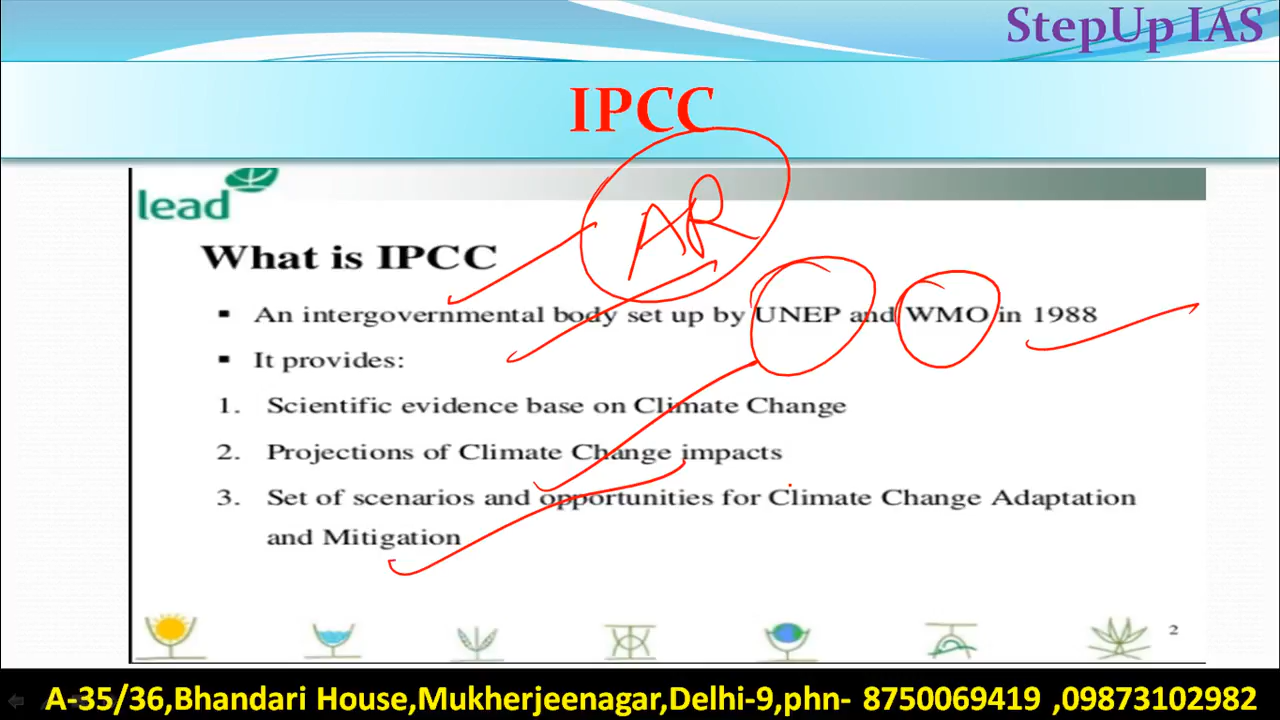 StepUp IAS
IPCC
lead
AR
What is IPCC
▪ An intergovernmental body set up by UNEP and WMO in 1988
▪ It provides:
1. Scientific evidence base on Climate Change
2. Projections of Climate Change impacts
3. Set of scenarios and opportunities for Climate Change Adaptation
and Mitigation
2
A-35/36,Bhandari House,Mukherjeenagar,Delhi-9,phn- 8750069419 ,09873102982